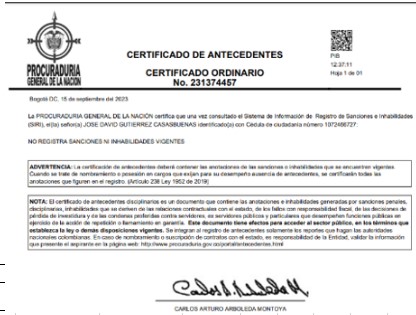 PROCURADURIA
GENERAL DE LA NACION
CERTIFICADO DE ANTECEDENTES
CERTIFICADO ORDINARIO
No. 231374457
PIB
12:37:11
Hoja 1 de 01
Bogotá DC, 15 de septiembre del 2023
La PROCURADURIA GENERAL DE LA NACIÓN certifica que una vez consultado el Sistema de Información de Registro de Sanciones e Inhabilidades
(SIRI), el(la) señor(a) JOSE DAVID GUTIERREZ CASASBUENAS identificado(a) con Cédula de ciudadanía número 1072466727:
NO REGISTRA SANCIONES NI INHABILIDADES VIGENTES
ADVERTENCIA: La certificación de antecedentes deberá contener las anotaciones de las sanciones o inhabilidades que se encuentren vigentes.
Cuando se trate de nombramiento o posesión en cargos que exijan para su desempeño ausencia de antecedentes, se certificarán todas las
anotaciones que figuren en el registro. (Artículo 238 Ley 1952 de 2019)
NOTA: El certificado de antecedentes disciplinarios es un documento que contiene las anotaciones e inhabilidades generadas por sanciones penales,
disciplinarias, inhabilidades que se deriven de las relaciones contractuales con el estado, de los fallos con responsabilidad fiscal, de las decisiones de
pérdida de investidura y de las condenas proferidas contra servidores, ex servidores públicos y particulares que desempeñen funciones públicas en
ejercicio de la acción de repetición o llamamiento en garantía. Este documento tiene efectos para acceder al sector público, en los términos que
establezca la ley o demás disposiciones vigentes. Se integran al registro de antecedentes solamente los reportes que hagan las autoridades
nacionales colombianas. En caso de nombramiento o suscripción de contratos con el estado, es responsabilidad de la Entidad, validar la información
que presente el aspirante en la página web: http://www.procuraduria.gov.co/portal/antecedentes.html
CARLOS ARTURO ARBOLEDA MONTOYA